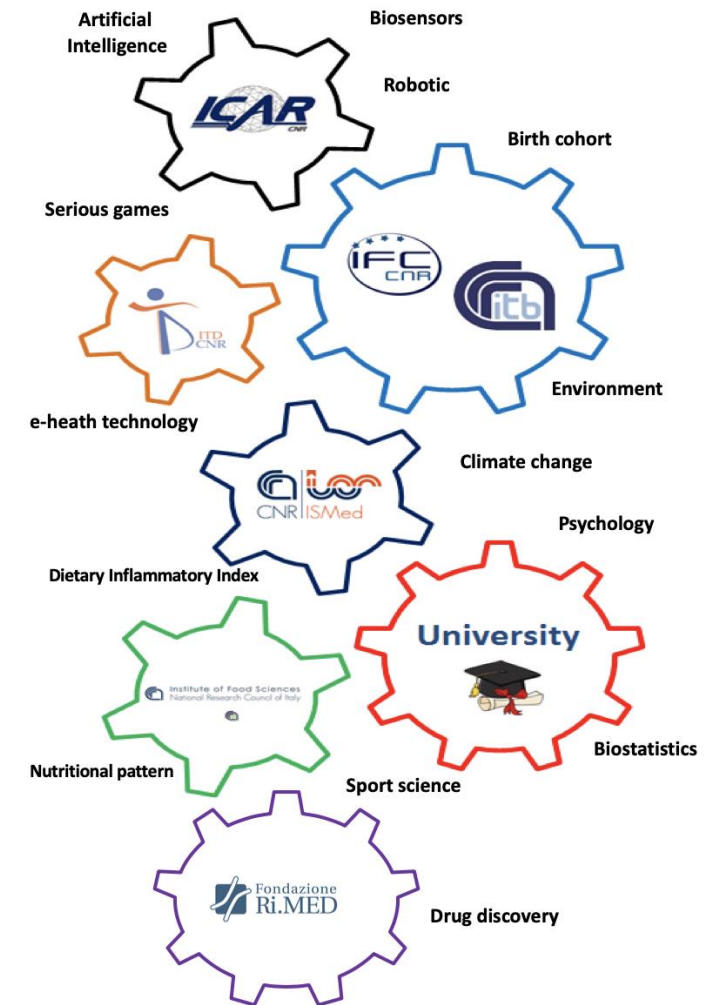 Artificial
Intelligence
Biosensors
Robotic
ICAR
CNR
Birth cohort
Serious games
IFC
CNR
itb
ITD
CNR
Environment
e-heath technology
Climate change
CNR ISMed
Psychology
Dietary Inflammatory Index
University
Institute of Food Sciences
National Research Council of Italy
Biostatistics
Nutritional pattern
Sport science
Fondazione
Ri.MED
Drug discovery